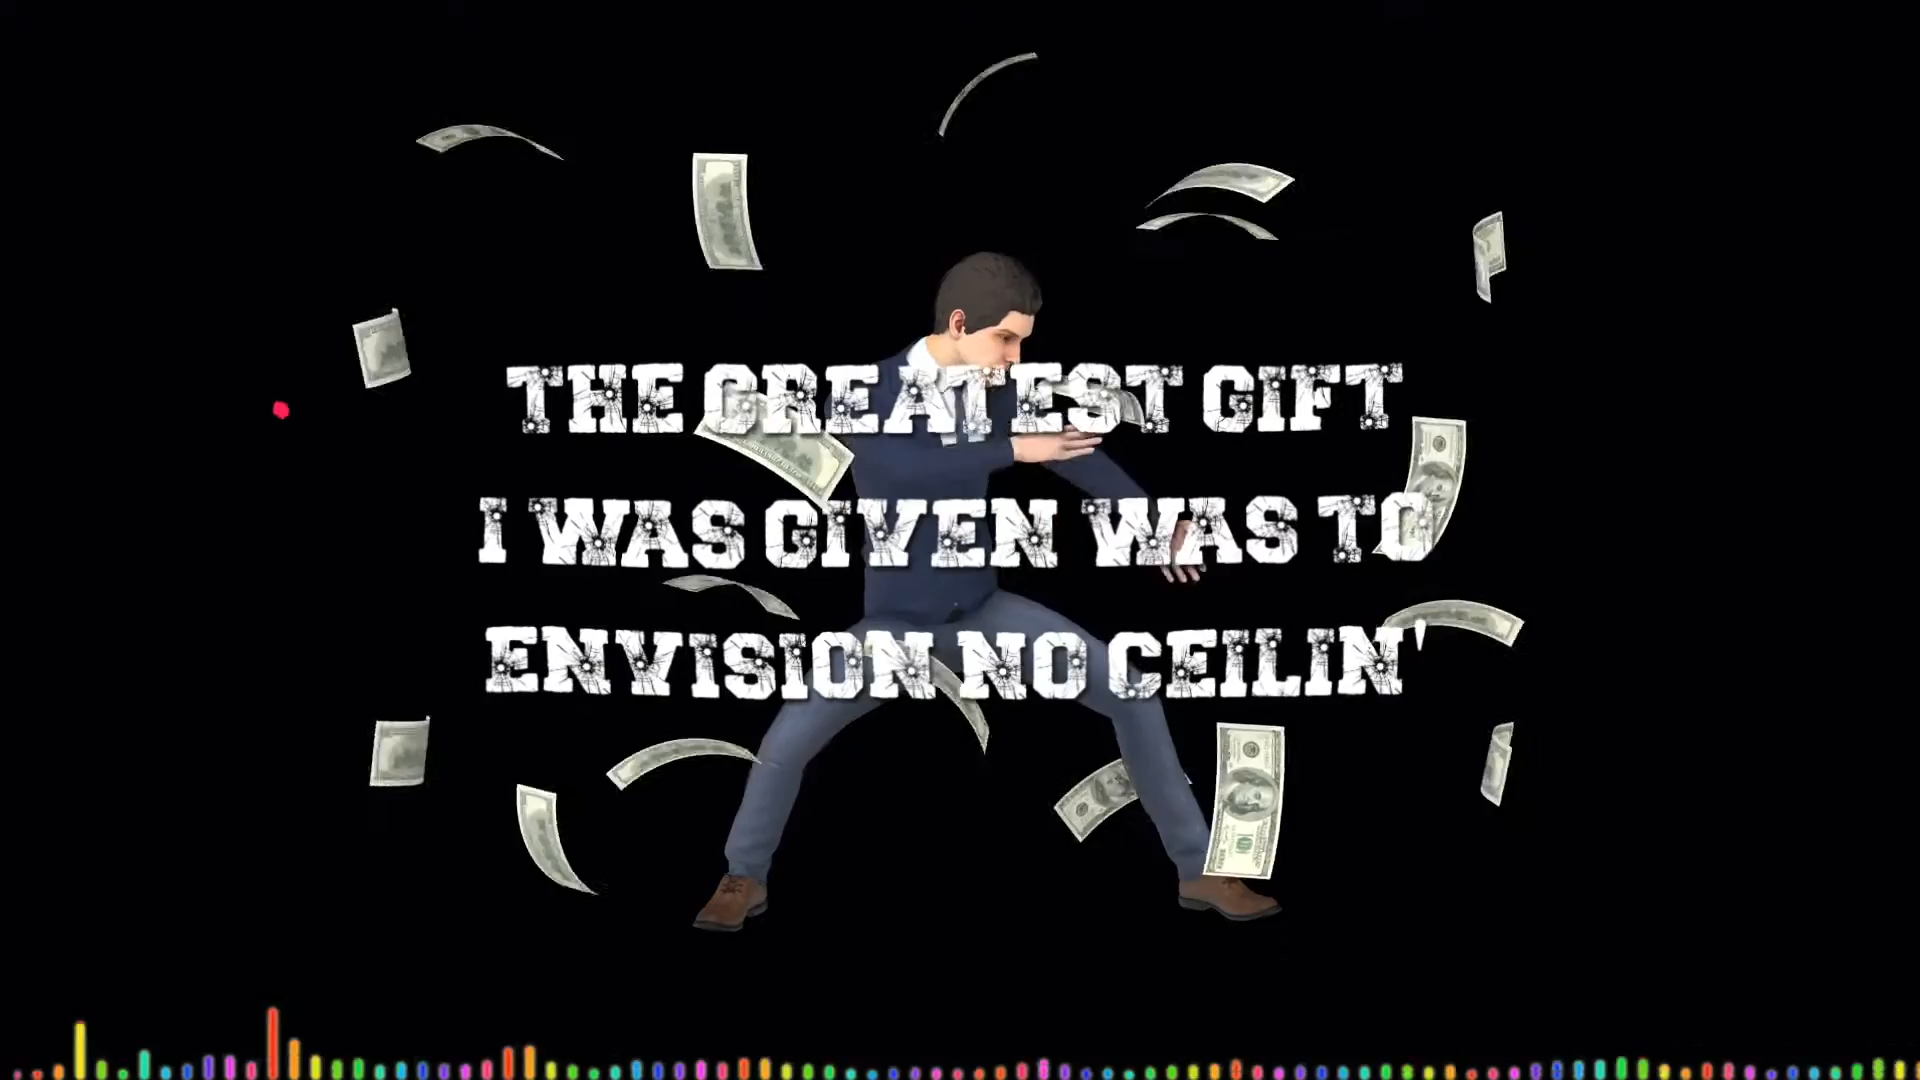 THE GREATEST GIFT
I WAS GIVEN WAS TO
ENVISION NO CEILIN'